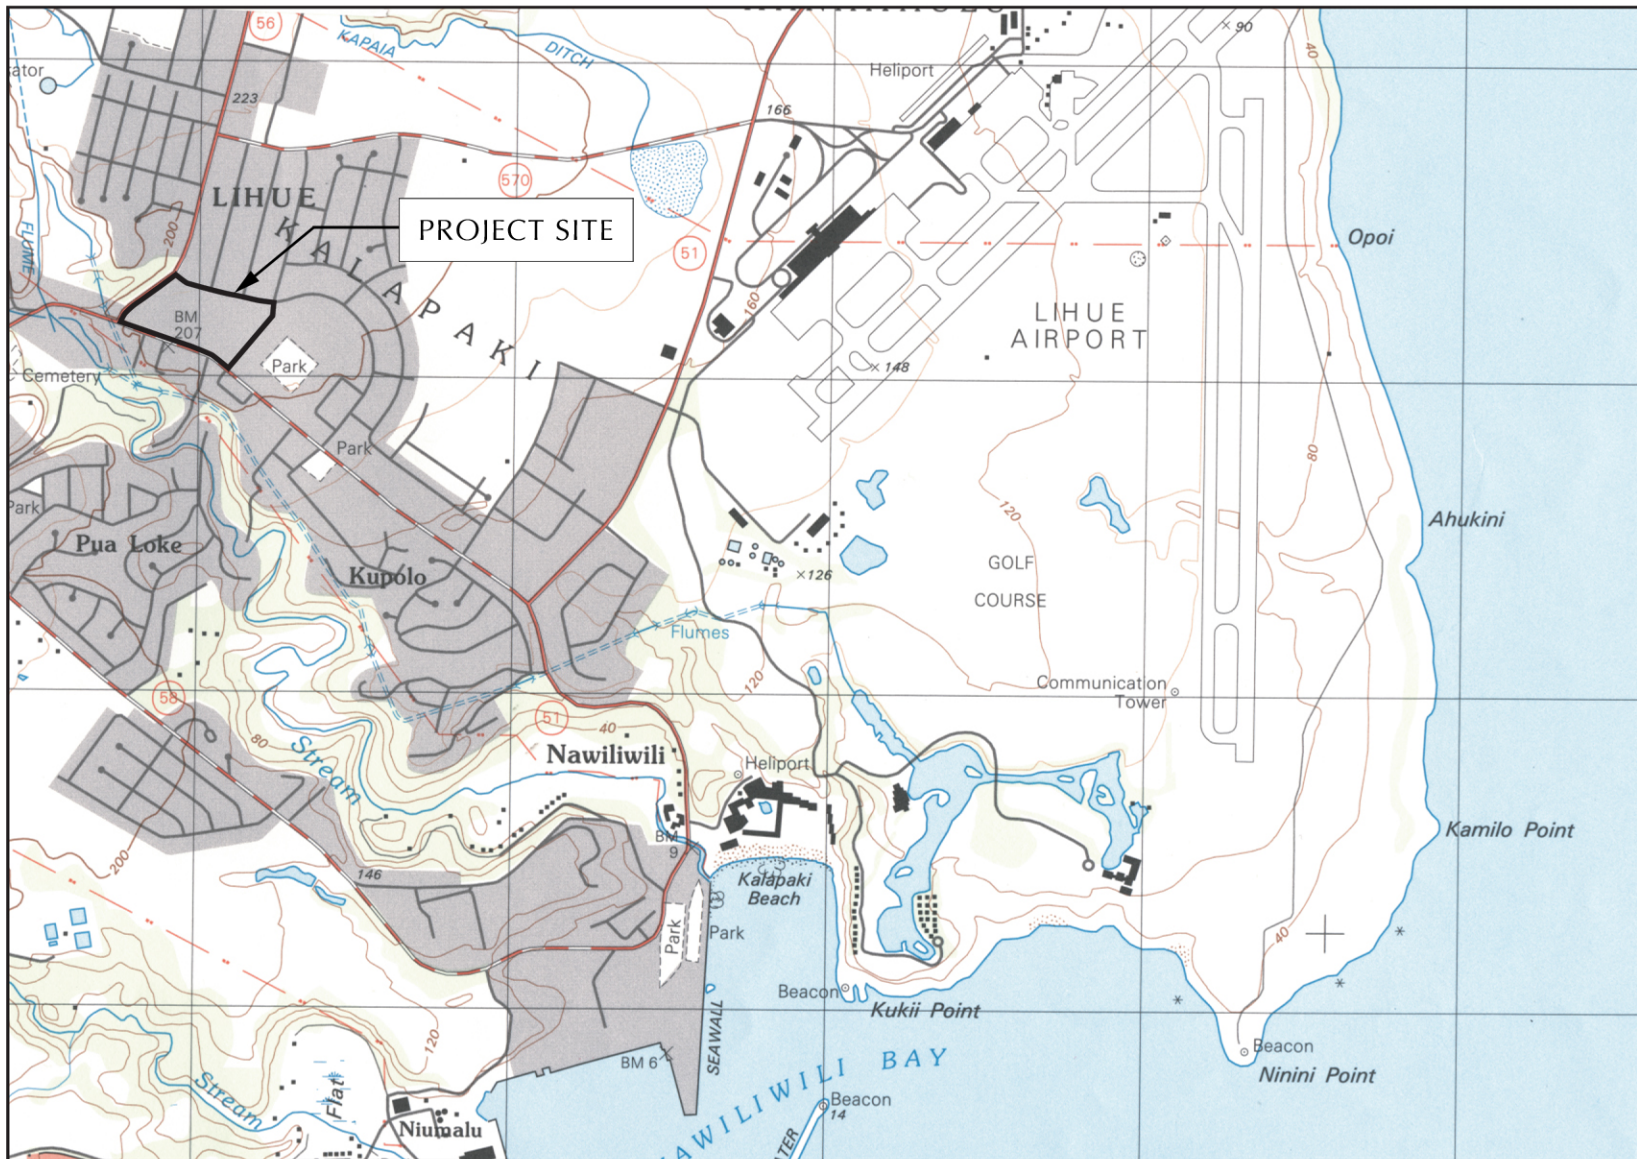 56
KAPAIA
DITCH
90
40
Heliport
223
166
570
LIHUE
200
FLUME
PROJECT SITE
KALAPAKI
51
Opoi
160
LIHUE
AIRPORT
BM
207
Park
148
Cemetery
Park
80
Park
120
Ahukini
Pua Loke
Kupolo
126
GOLF
COURSE
Flumes
58
120
Communication
Tower
51
40
80
Stream
Nawiliwili
Heliport
Kamilo Point
BM
9
200
146
Kalapaki
Beach
Park
Park
40
Beacon
Kukii Point
SEAWALL
120
BM 6
Beacon
Ninini Point
BAY
Beacon
14
Stream
Flat
Niumalu